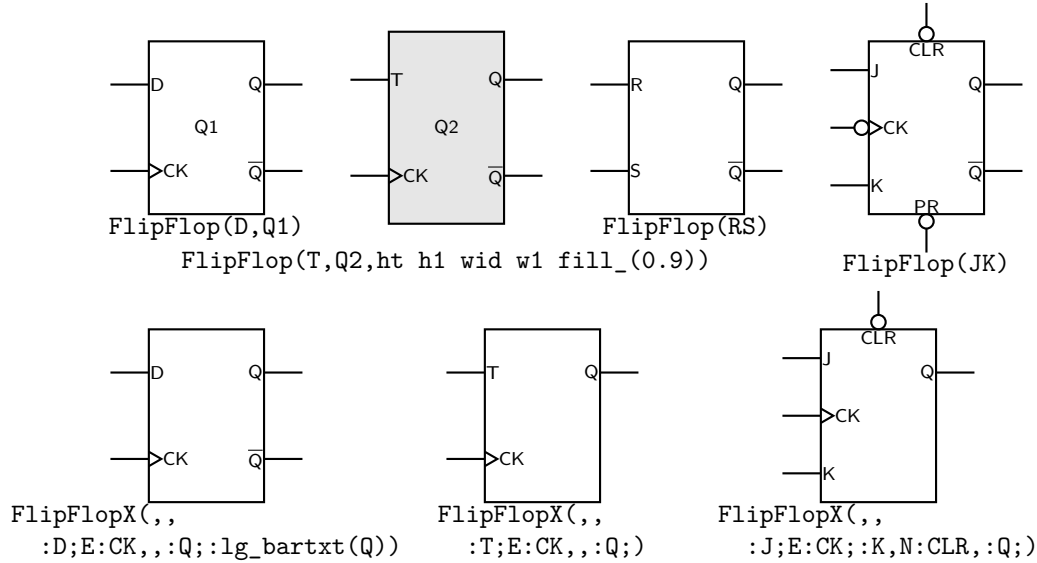 CLR
D Q T Q R Q J Q
Q1 Q2 CK
CK Q̅ CK Q̅ S Q̅ K Q̅
PR
FlipFlop(D,Q1) FlipFlop(RS)
FlipFlop(T,Q2,ht h1 wid w1 fill_(0.9)) FlipFlop(JK)
CLR
D Q T Q J Q
CK
CK Q̅ CK K
FlipFlopX(,, FlipFlopX(,, FlipFlopX(,,
:D;E:CK,,:Q;:lg_bartxt(Q)) :T;E:CK,,:Q;) :J;E:CK;:K,N:CLR,:Q;)